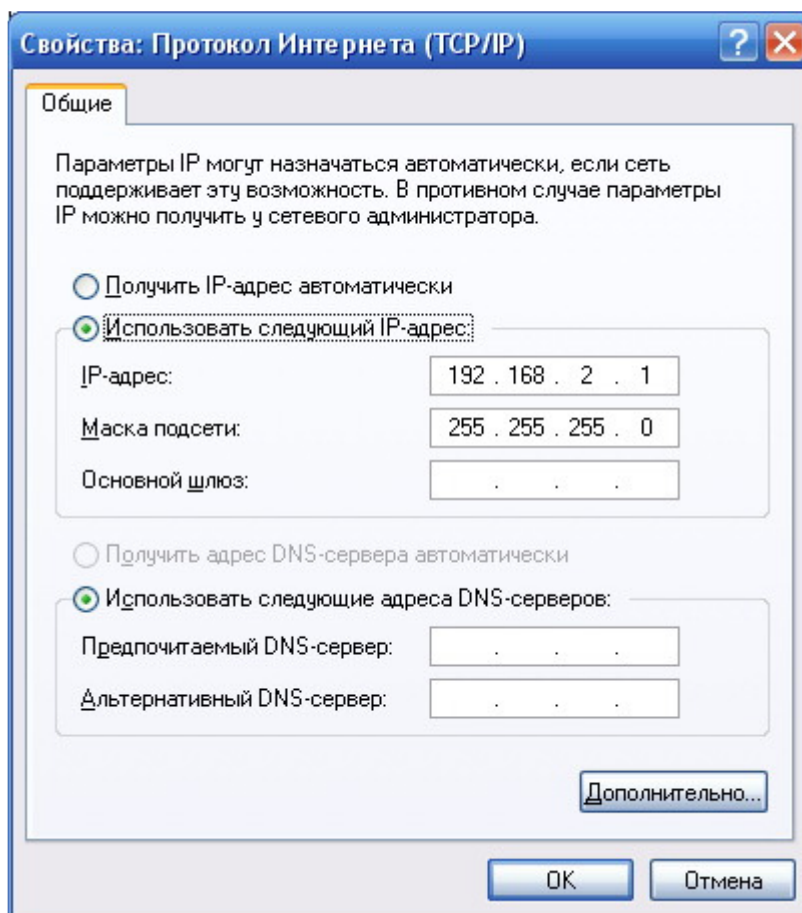 Свойства: Протокол Интернета (TCP/IP)
Общие
Параметры IP могут назначаться автоматически, если сеть
поддерживает эту возможность. В противном случае параметры
IP можно получить у сетевого администратора.
Получить IP-адрес автоматически
Использовать следующий IP-адрес:
IP-адрес: 192 . 168 . 2 . 1
Маска подсети: 255 . 255 . 255 . 0
Основной шлюз: . . .
Получить адрес DNS-сервера автоматически
Использовать следующие адреса DNS-серверов:
Предпочитаемый DNS-сервер: . . .
Альтернативный DNS-сервер: . . .
Дополнительно...
OK Отмена